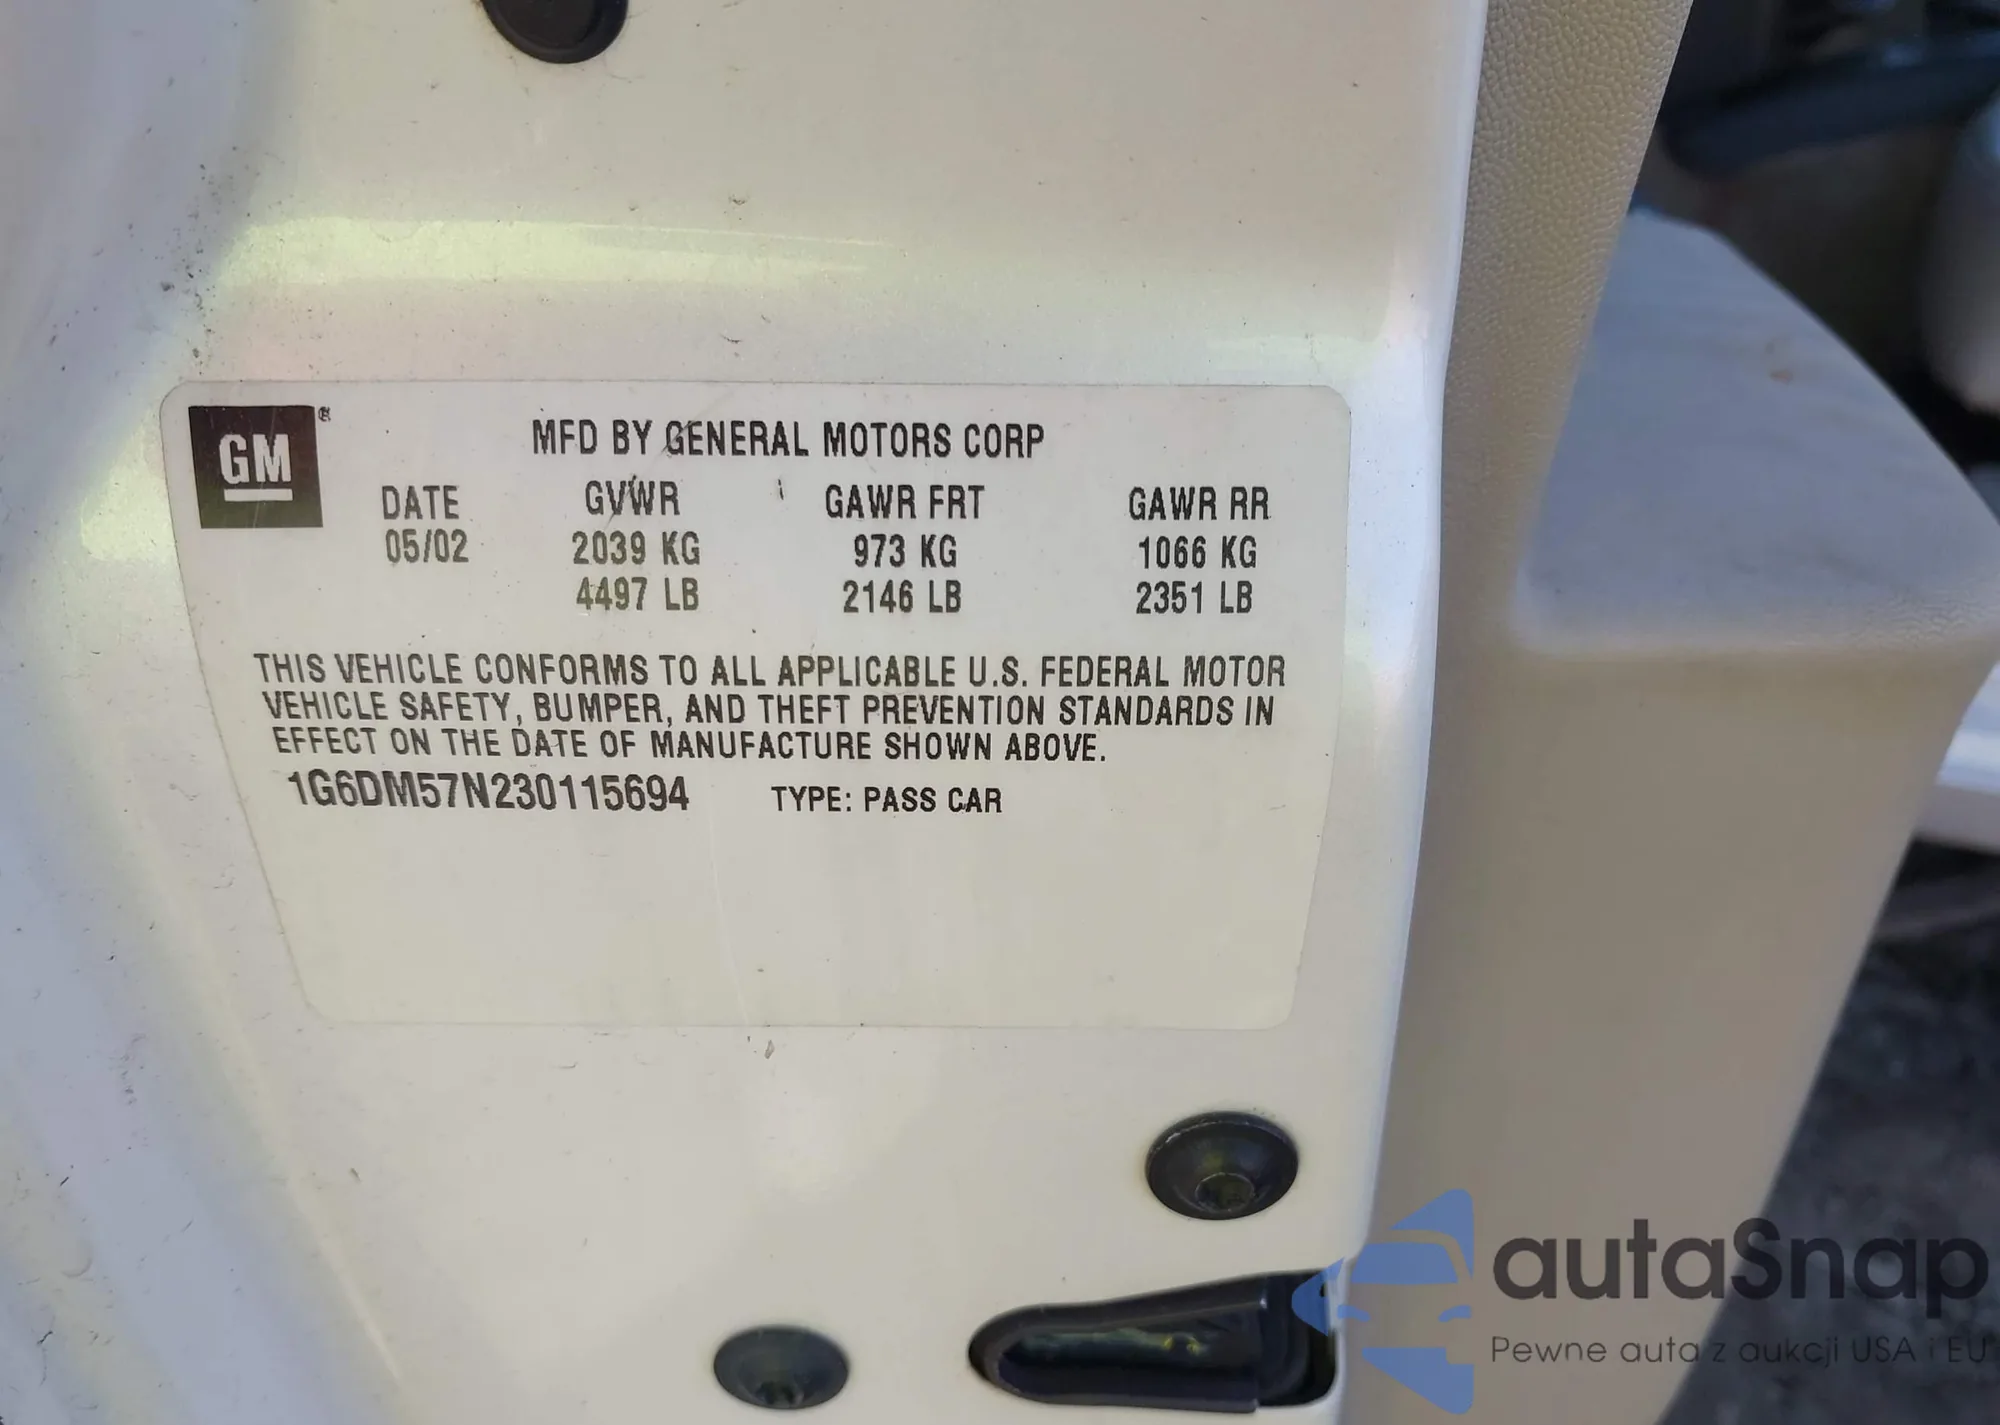 GM ®
MFD BY GENERAL MOTORS CORP
DATE GVWR GAWR FRT GAWR RR
05/02 2039 KG 973 KG 1066 KG
4497 LB 2146 LB 2351 LB
THIS VEHICLE CONFORMS TO ALL APPLICABLE U.S. FEDERAL MOTOR
VEHICLE SAFETY, BUMPER, AND THEFT PREVENTION STANDARDS IN
EFFECT ON THE DATE OF MANUFACTURE SHOWN ABOVE.
1G6DM57N230115694 TYPE: PASS CAR
autaSnap
Pewne auta z aukcji USA i EU